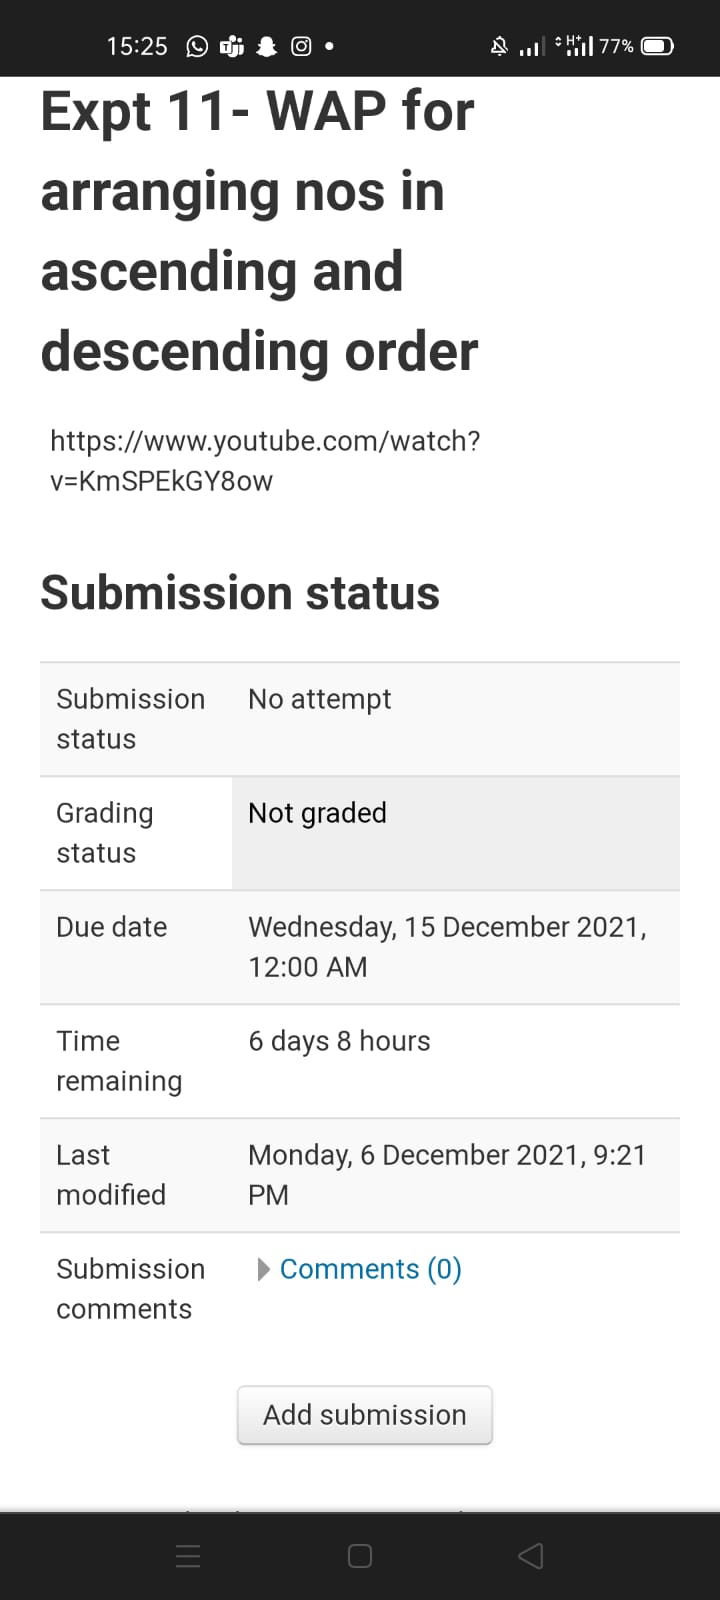 15:25 77%
Expt 11- WAP for
arranging nos in
ascending and
descending order
https://www.youtube.com/watch?
v=KmSPEkGY8ow
Submission status
Submission status No attempt
Grading status Not graded
Due date Wednesday, 15 December 2021, 12:00 AM
Time remaining 6 days 8 hours
Last modified Monday, 6 December 2021, 9:21 PM
Submission comments Comments (0)
Add submission